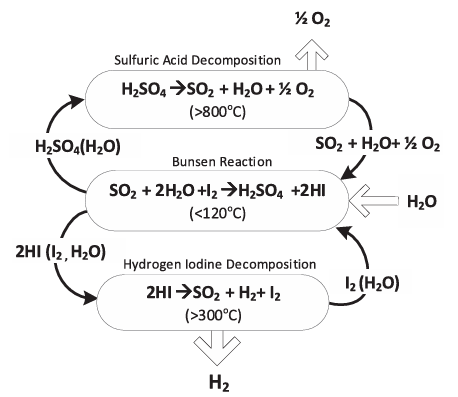 ½ O₂
Sulfuric Acid Decomposition
H₂SO₄ ➔SO₂ + H₂O + ½ O₂
(>800°C)
H₂SO₄(H₂O)
SO₂ + H₂O+ ½ O₂
Bunsen Reaction
SO₂ + 2H₂O +I₂ ➔H₂SO₄ +2HI
(<120°C)
H₂O
2HI (I₂ , H₂O)
Hydrogen Iodine Decomposition
2HI ➔SO₂ + H₂+ I₂
(>300°C)
I₂ (H₂O)
H₂